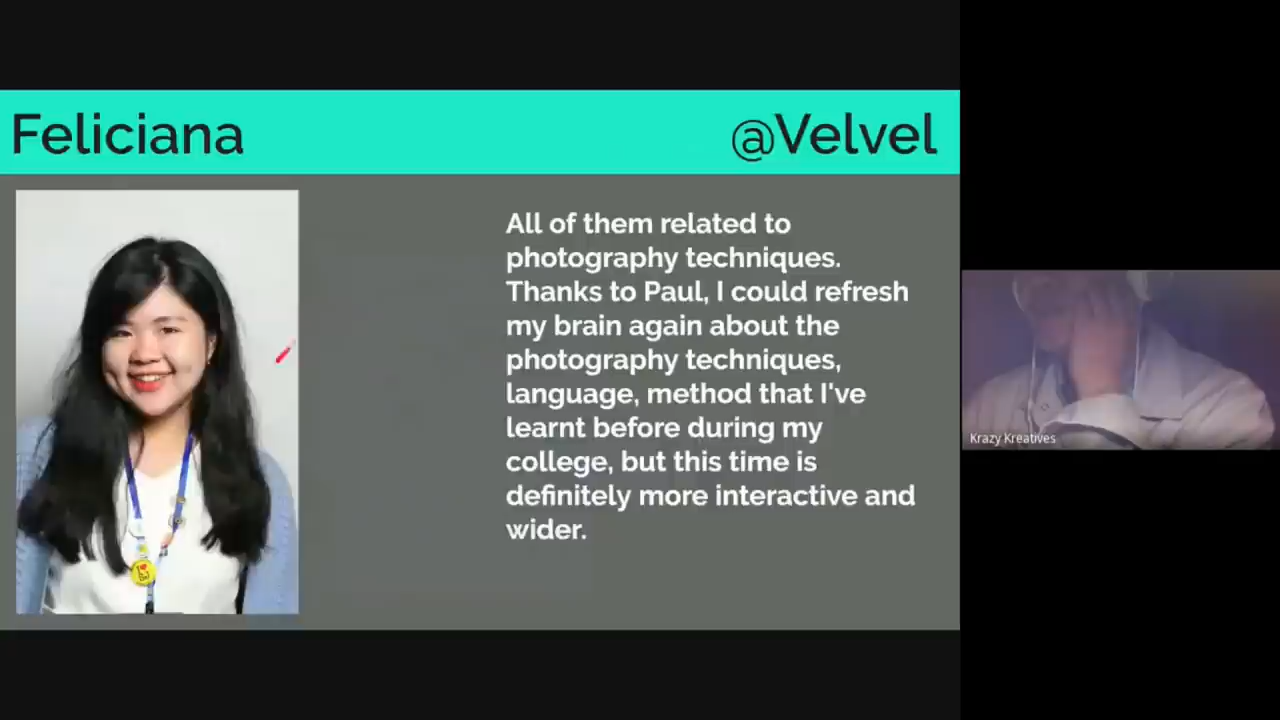 Feliciana
@Velvel
All of them related to
photography techniques.
Thanks to Paul, I could refresh
my brain again about the
photography techniques,
language, method that I've
learnt before during my
college, but this time is
definitely more interactive and
wider.
Krazy Kreatives